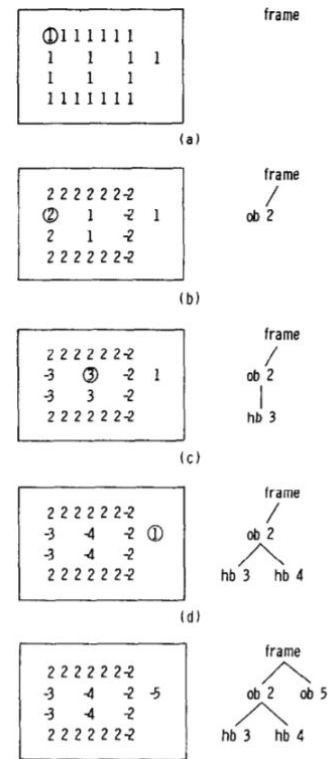 frame
①1 1 1 1 1 1
1 1 1 1
1 1 1
1 1 1 1 1 1 1
(a)
frame
2 2 2 2 2 2 -2
② 1 -2 1
2 1 -2
2 2 2 2 2 2 -2
ob 2
(b)
frame
2 2 2 2 2 2 -2
-3 ③ -2 1
-3 3 -2
2 2 2 2 2 2 -2
ob 2
hb 3
(c)
frame
2 2 2 2 2 2 -2
-3 -4 -2 ①
-3 -4 -2
2 2 2 2 2 2 -2
ob 2
hb 3 hb 4
(d)
frame
2 2 2 2 2 2 -2
-3 -4 -2 -5
-3 -4 -2
2 2 2 2 2 2 -2
ob 2 ob 5
hb 3 hb 4